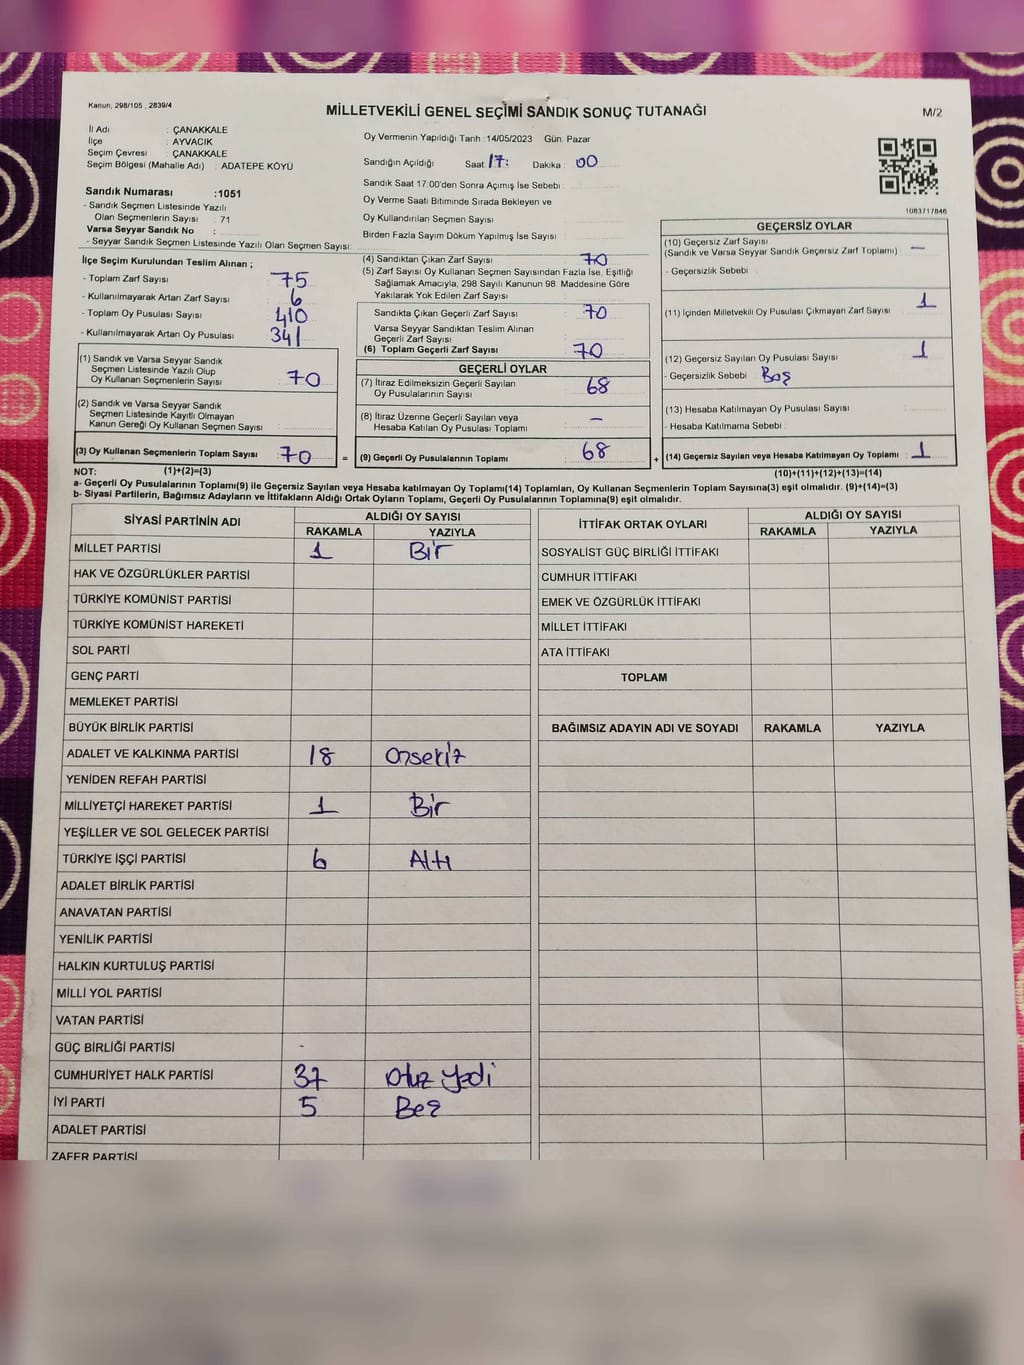 Kanun, 298/105 , 2839/4
MİLLETVEKİLİ GENEL SEÇİMİ SANDIK SONUÇ TUTANAĞI
M/2
İl Adı : ÇANAKKALE
İlçe : AYVACIK
Seçim Çevresi : ÇANAKKALE
Seçim Bölgesi (Mahalle Adı) : ADATEPE KÖYÜ
Oy Vermenin Yapıldığı Tarih :14/05/2023 Gün: Pazar
Sandığın Açıldığı Saat: 17: Dakika : 00
Sandık Saat 17:00'den Sonra Açımış İse Sebebi :
Oy Verme Saati Bitiminde Sırada Bekleyen ve
Oy Kullandırılan Seçmen Sayısı
Birden Fazla Sayım Döküm Yapılmış İse Sayısı :
Sandık Numarası :1051
- Sandık Seçmen Listesinde Yazılı
Olan Seçmenlerin Sayısı : 71
Varsa Seyyar Sandık No :
- Seyyar Sandık Seçmen Listesinde Yazılı Olan Seçmen Sayısı:
1083717846
İlçe Seçim Kurulundan Teslim Alınan ;
- Toplam Zarf Sayısı : 75
- Kullanılmayarak Artan Zarf Sayısı : 6
- Toplam Oy Pusulası Sayısı : 410
- Kullanılmayarak Artan Oy Pusulası : 341
(1) Sandık ve Varsa Seyyar Sandık
Seçmen Listesinde Yazılı Olup
Oy Kullanan Seçmenlerin Sayısı : 70
(2) Sandık ve Varsa Seyyar Sandık
Seçmen Listesinde Kayıtlı Olmayan
Kanun Gereği Oy Kullanan Seçmen Sayısı :
(3) Oy Kullanan Seçmenlerin Toplam Sayısı : 70 =
(4) Sandıktan Çıkan Zarf Sayısı : 70
(5) Zarf Sayısı Oy Kullanan Seçmen Sayısından Fazla İse, Eşitliği
Sağlamak Amacıyla, 298 Sayılı Kanunun 98. Maddesine Göre
Yakılarak Yok Edilen Zarf Sayısı
Sandıkta Çıkan Geçerli Zarf Sayısı : 70
Varsa Seyyar Sandıktan Teslim Alınan
Geçerli Zarf Sayısı
(6) Toplam Geçerli Zarf Sayısı : 70
GEÇERLİ OYLAR
(7) İtiraz Edilmeksizin Geçerli Sayılan
Oy Pusulalarının Sayısı : 68
(8) İtiraz Üzerine Geçerli Sayılan veya
Hesaba Katılan Oy Pusulası Toplamı : –
(9) Geçerli Oy Pusulalarının Toplamı : 68 +
GEÇERSİZ OYLAR
(10) Geçersiz Zarf Sayısı
(Sandık ve Varsa Seyyar Sandık Geçersiz Zarf Toplamı) : –
- Geçersizlik Sebebi :
(11) İçinden Milletvekili Oy Pusulası Çıkmayan Zarf Sayısı : 1
(12) Geçersiz Sayılan Oy Pusulası Sayısı : 1
- Geçersizlik Sebebi : Boş
(13) Hesaba Katılmayan Oy Pusulası Sayısı :
- Hesaba Katılmama Sebebi :
(14) Geçersiz Sayılan veya Hesaba Katılmayan Oy Toplamı : 1
NOT: (1)+(2)=(3) (10)+(11)+(12)+(13)=(14)
a- Geçerli Oy Pusulalarının Toplamı(9) ile Geçersiz Sayılan veya Hesaba katılmayan Oy Toplamı(14) Toplamları, Oy Kullanan Seçmenlerin Toplam Sayısına(3) eşit olmalıdır. (9)+(14)=(3)
b- Siyasi Partilerin, Bağımsız Adayların ve İttifakların Aldığı Ortak Oyların Toplamı, Geçerli Oy Pusulalarının Toplamına(9) eşit olmalıdır.
SİYASİ PARTİNİN ADI ALDIĞI OY SAYISI
RAKAMLA YAZIYLA
MİLLET PARTİSİ 1 Bir
HAK VE ÖZGÜRLÜKLER PARTİSİ
TÜRKİYE KOMÜNİST PARTİSİ
TÜRKİYE KOMÜNİST HAREKETİ
SOL PARTİ
GENÇ PARTİ
MEMLEKET PARTİSİ
BÜYÜK BİRLİK PARTİSİ
ADALET VE KALKINMA PARTİSİ 18 Onsekiz
YENİDEN REFAH PARTİSİ
MİLLİYETÇİ HAREKET PARTİSİ 1 Bir
YEŞİLLER VE SOL GELECEK PARTİSİ
TÜRKİYE İŞÇİ PARTİSİ 6 Altı
ADALET BİRLİK PARTİSİ
ANAVATAN PARTİSİ
YENİLİK PARTİSİ
HALKIN KURTULUŞ PARTİSİ
MİLLİ YOL PARTİSİ
VATAN PARTİSİ
GÜÇ BİRLİĞİ PARTİSİ -
CUMHURİYET HALK PARTİSİ 37 Otuz Yedi
İYİ PARTİ 5 Beş
ADALET PARTİSİ
ZAFER PARTİSİ
İTTİFAK ORTAK OYLARI ALDIĞI OY SAYISI
RAKAMLA YAZIYLA
SOSYALİST GÜÇ BİRLİĞİ İTTİFAKI
CUMHUR İTTİFAKI
EMEK VE ÖZGÜRLÜK İTTİFAKI
MİLLET İTTİFAKI
ATA İTTİFAKI
TOPLAM
BAĞIMSIZ ADAYIN ADI VE SOYADI RAKAMLA YAZIYLA